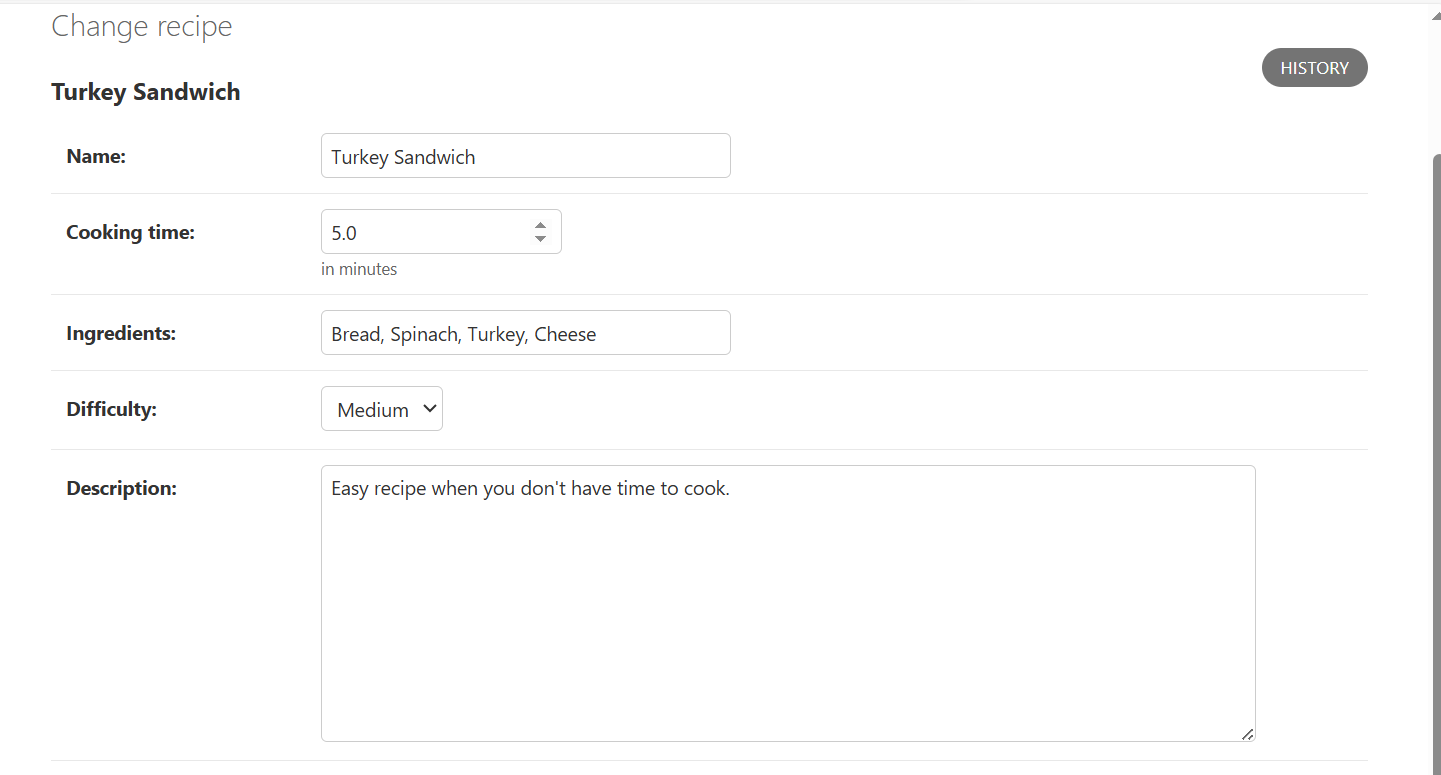 Change recipe
HISTORY
Turkey Sandwich
Name:
Turkey Sandwich
Cooking time:
5.0
in minutes
Ingredients:
Bread, Spinach, Turkey, Cheese
Difficulty:
Medium
Description:
Easy recipe when you don't have time to cook.